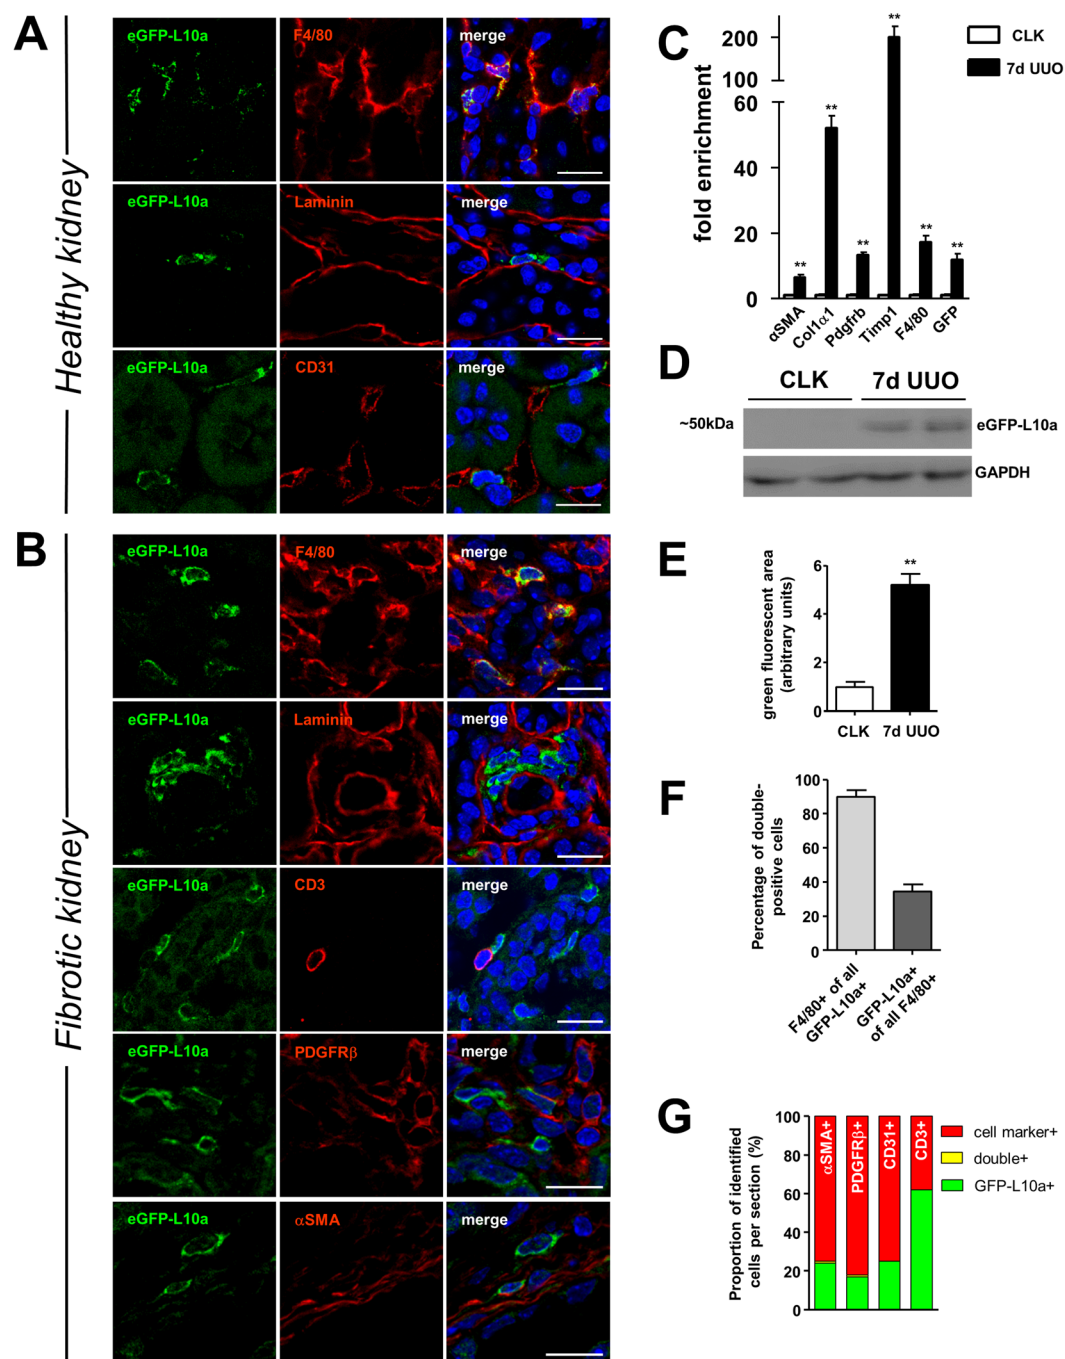 A
Healthy kidney
eGFP-L10a
F4/80
merge
eGFP-L10a
Laminin
merge
eGFP-L10a
CD31
merge
B
Fibrotic kidney
eGFP-L10a
F4/80
merge
eGFP-L10a
Laminin
merge
eGFP-L10a
CD3
merge
eGFP-L10a
PDGFRβ
merge
eGFP-L10a
αSMA
merge
C
fold enrichment
200
100
60
40
20
0
**
**
**
**
**
**
αSMA
Col1α1
Pdgfrb
Timp1
F4/80
GFP
CLK
7d UUO
D
CLK
7d UUO
~50kDa
eGFP-L10a
GAPDH
E
green fluorescent area
(arbitrary units)
6
4
2
0
**
CLK
7d UUO
F
Percentage of double-
positive cells
100
80
60
40
20
0
F4/80+ of all
GFP-L10a+
GFP-L10a+
of all F4/80+
G
Proportion of identified
cells per section (%)
100
80
60
40
20
0
αSMA+
PDGFRβ+
CD31+
CD3+
cell marker+
double+
GFP-L10a+